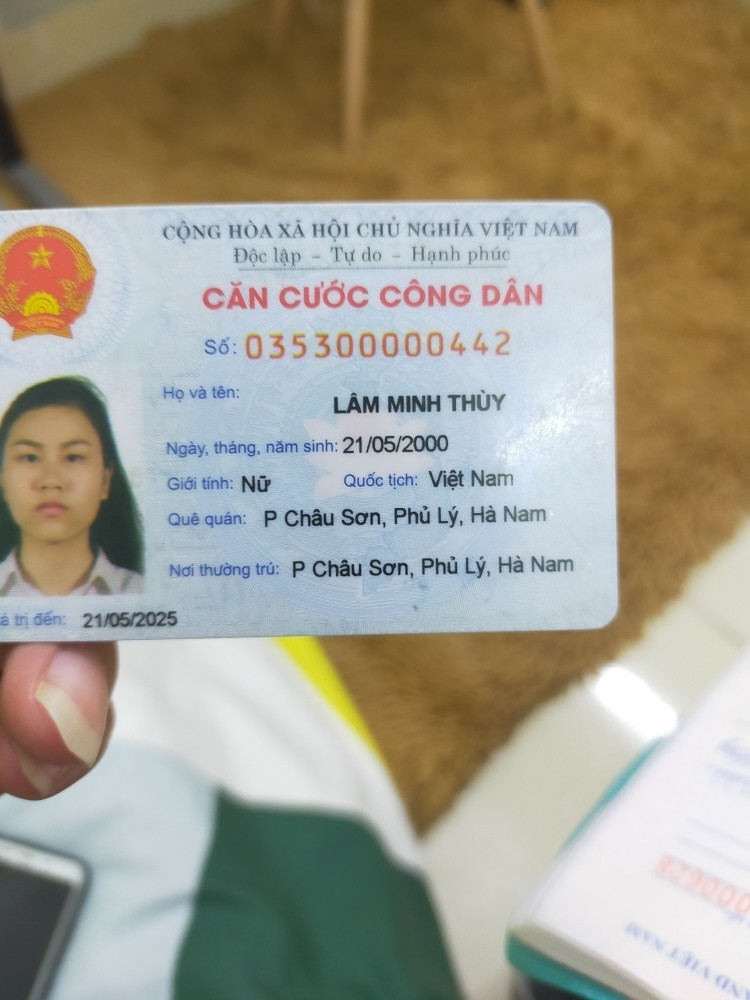 CỘNG HÒA XÃ HỘI CHỦ NGHĨA VIỆT NAM
Độc lập – Tự do – Hạnh phúc
CĂN CƯỚC CÔNG DÂN
Số: 035300000442
Họ và tên:
LÂM MINH THÙY
Ngày, tháng, năm sinh: 21/05/2000
Giới tính: Nữ Quốc tịch: Việt Nam
Quê quán: P Châu Sơn, Phủ Lý, Hà Nam
Nơi thường trú: P Châu Sơn, Phủ Lý, Hà Nam
á trị đến: 21/05/2025
VIỆT NAM